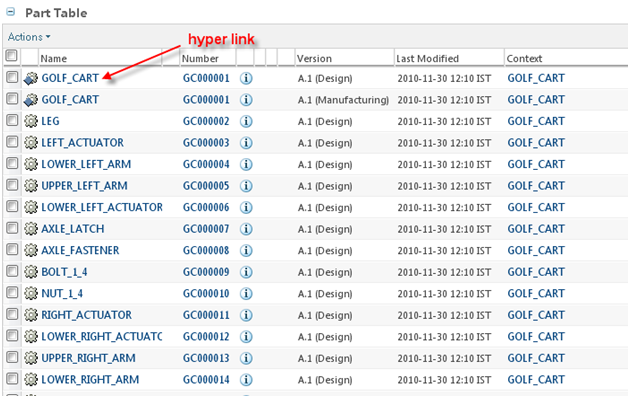 Part Table
Actions
hyper link
Name Number Version Last Modified Context
GOLF_CART GC000001 A.1 (Design) 2010-11-30 12:10 IST GOLF_CART
GOLF_CART GC000001 A.1 (Manufacturing) 2010-11-30 12:10 IST GOLF_CART
LEG GC000002 A.1 (Design) 2010-11-30 12:10 IST GOLF_CART
LEFT_ACTUATOR GC000003 A.1 (Design) 2010-11-30 12:10 IST GOLF_CART
LOWER_LEFT_ARM GC000004 A.1 (Design) 2010-11-30 12:10 IST GOLF_CART
UPPER_LEFT_ARM GC000005 A.1 (Design) 2010-11-30 12:10 IST GOLF_CART
LOWER_LEFT_ACTUATOR GC000006 A.1 (Design) 2010-11-30 12:10 IST GOLF_CART
AXLE_LATCH GC000007 A.1 (Design) 2010-11-30 12:10 IST GOLF_CART
AXLE_FASTENER GC000008 A.1 (Design) 2010-11-30 12:10 IST GOLF_CART
BOLT_1_4 GC000009 A.1 (Design) 2010-11-30 12:10 IST GOLF_CART
NUT_1_4 GC000010 A.1 (Design) 2010-11-30 12:10 IST GOLF_CART
RIGHT_ACTUATOR GC000011 A.1 (Design) 2010-11-30 12:10 IST GOLF_CART
LOWER_RIGHT_ACTUATC GC000012 A.1 (Design) 2010-11-30 12:10 IST GOLF_CART
UPPER_RIGHT_ARM GC000013 A.1 (Design) 2010-11-30 12:10 IST GOLF_CART
LOWER_RIGHT_ARM GC000014 A.1 (Design) 2010-11-30 12:10 IST GOLF_CART